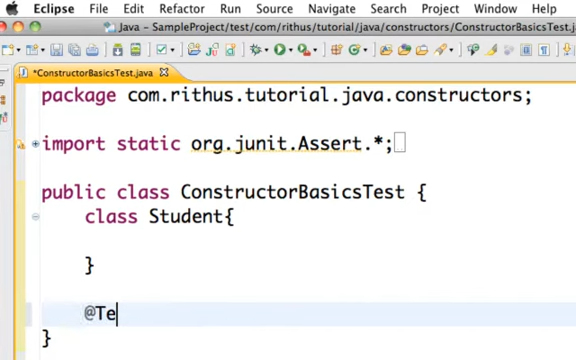 Eclipse File Edit Refactor Run Source Navigate Search Project Window Help
Java - SampleProject/test/com/rithus/tutorial/java/constructors/ConstructorBasicsTest.j
*ConstructorBasicsTest.java
package com.rithus.tutorial.java.constructors;
import static org.junit.Assert.*;
public class ConstructorBasicsTest {
class Student{
}
@Te
}